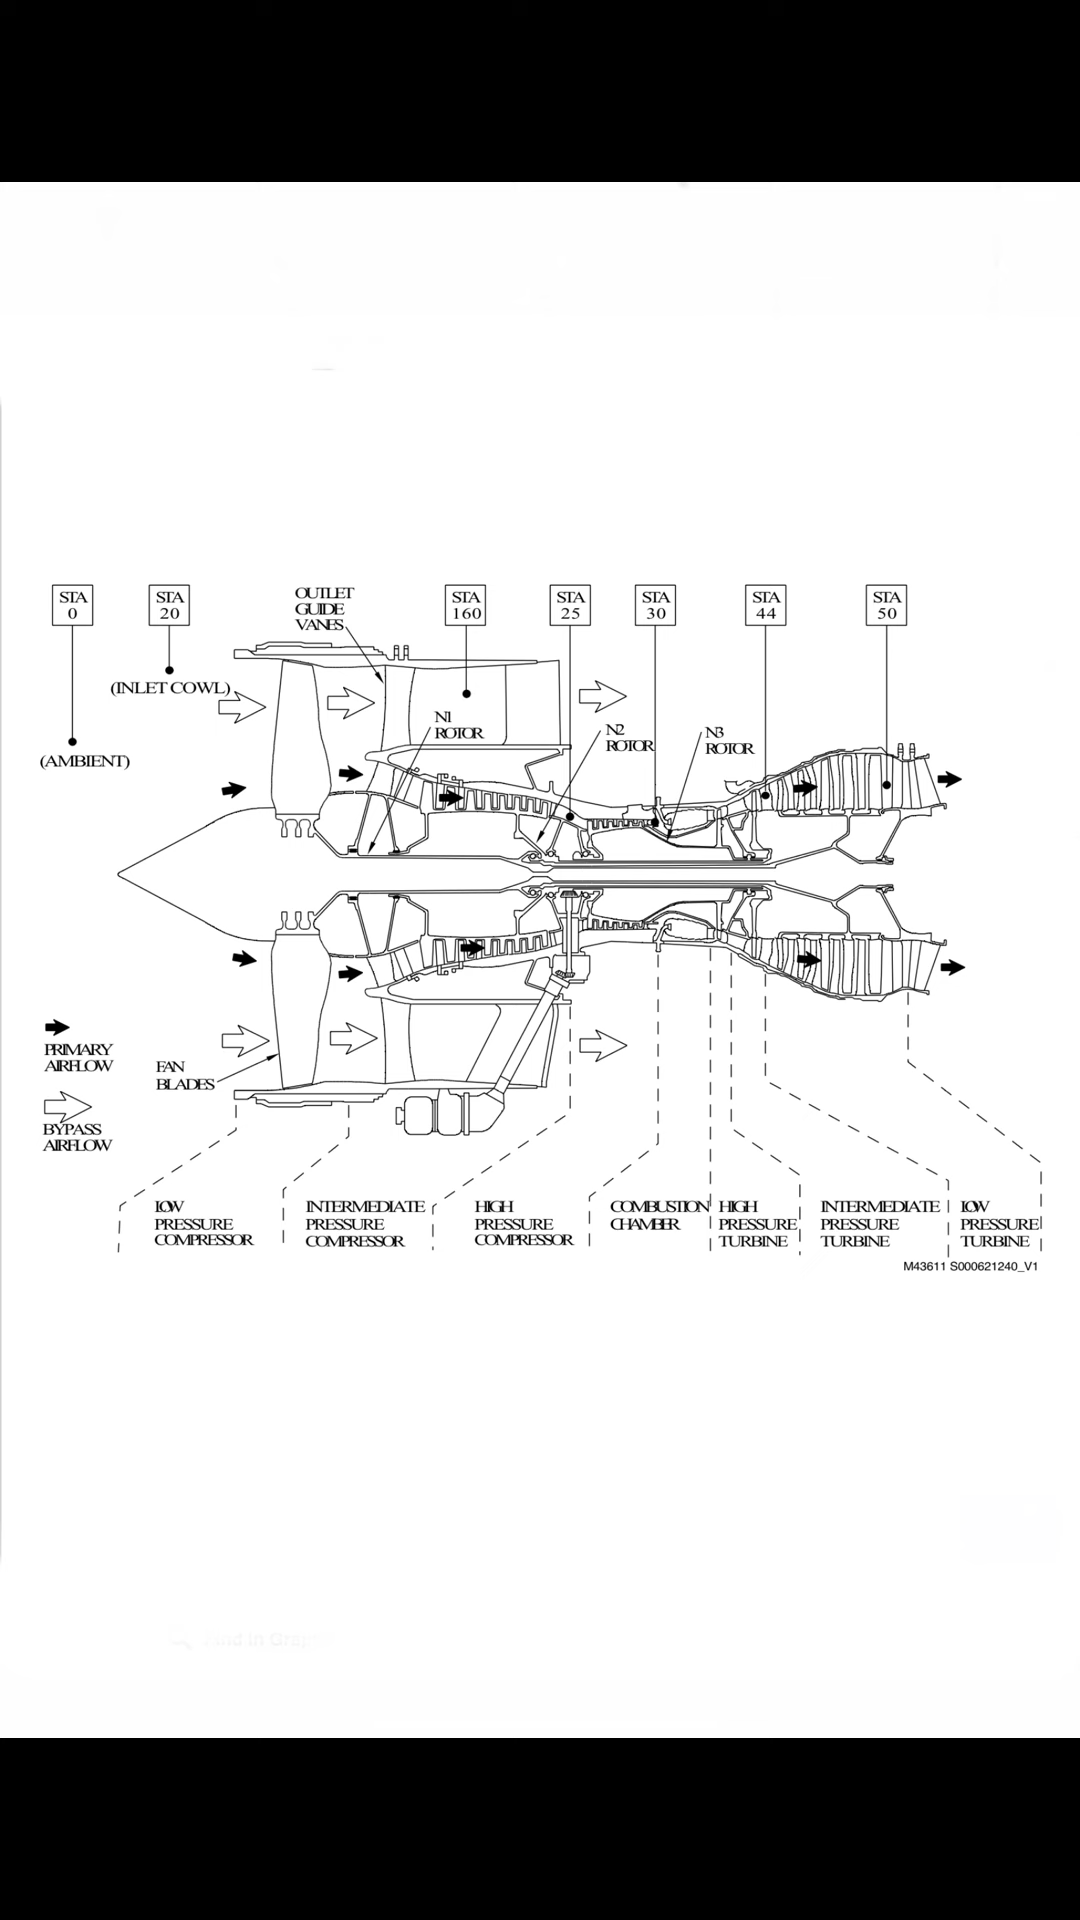 STA
0
STA
20
OUTLET
GUIDE
VANES
STA
160
STA
25
STA
30
STA
44
STA
50
(INLET COWL)
(AMBIENT)
N1
ROTOR
N2
ROTOR
N3
ROTOR
PRIMARY
AIRFLOW
FAN
BLADES
BYPASS
AIRFLOW
LOW
PRESSURE
COMPRESSOR
INTERMEDIATE
PRESSURE
COMPRESSOR
HIGH
PRESSURE
COMPRESSOR
COMBUSTION
CHAMBER
HIGH
PRESSURE
TURBINE
INTERMEDIATE
PRESSURE
TURBINE
LOW
PRESSURE
TURBINE
M43611 S000621240_V1